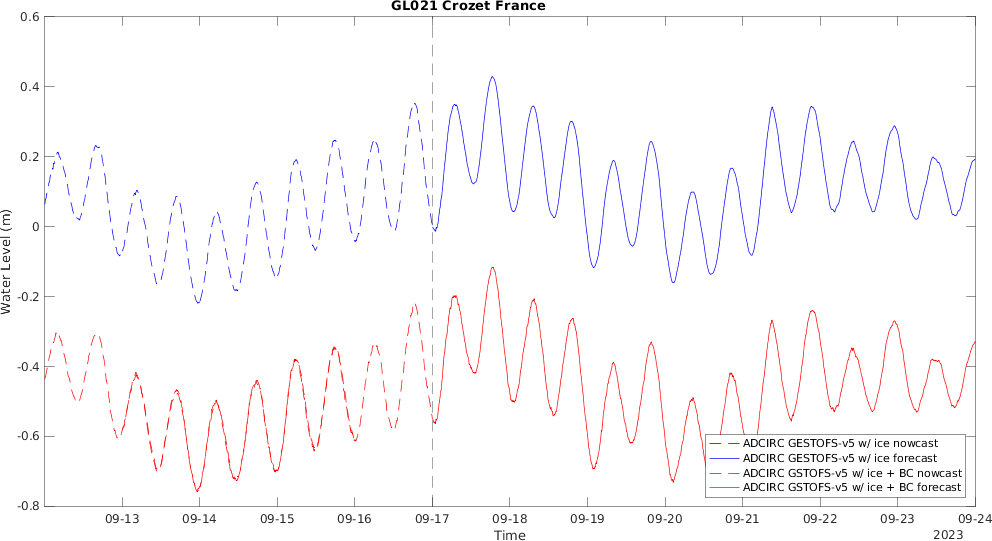 GL021 Crozet France
0.6
0.4
0.2
0
-0.2
-0.4
-0.6
-0.8
Water Level (m)
ADCIRC GESTOFS-v5 w/ ice nowcast
ADCIRC GESTOFS-v5 w/ ice forecast
ADCIRC GSTOFS-v5 w/ ice + BC nowcast
ADCIRC GSTOFS-v5 w/ ice + BC forecast
09-13 09-14 09-15 09-16 09-17 09-18 09-19 09-20 09-21 09-22 09-23 09-24
Time
2023